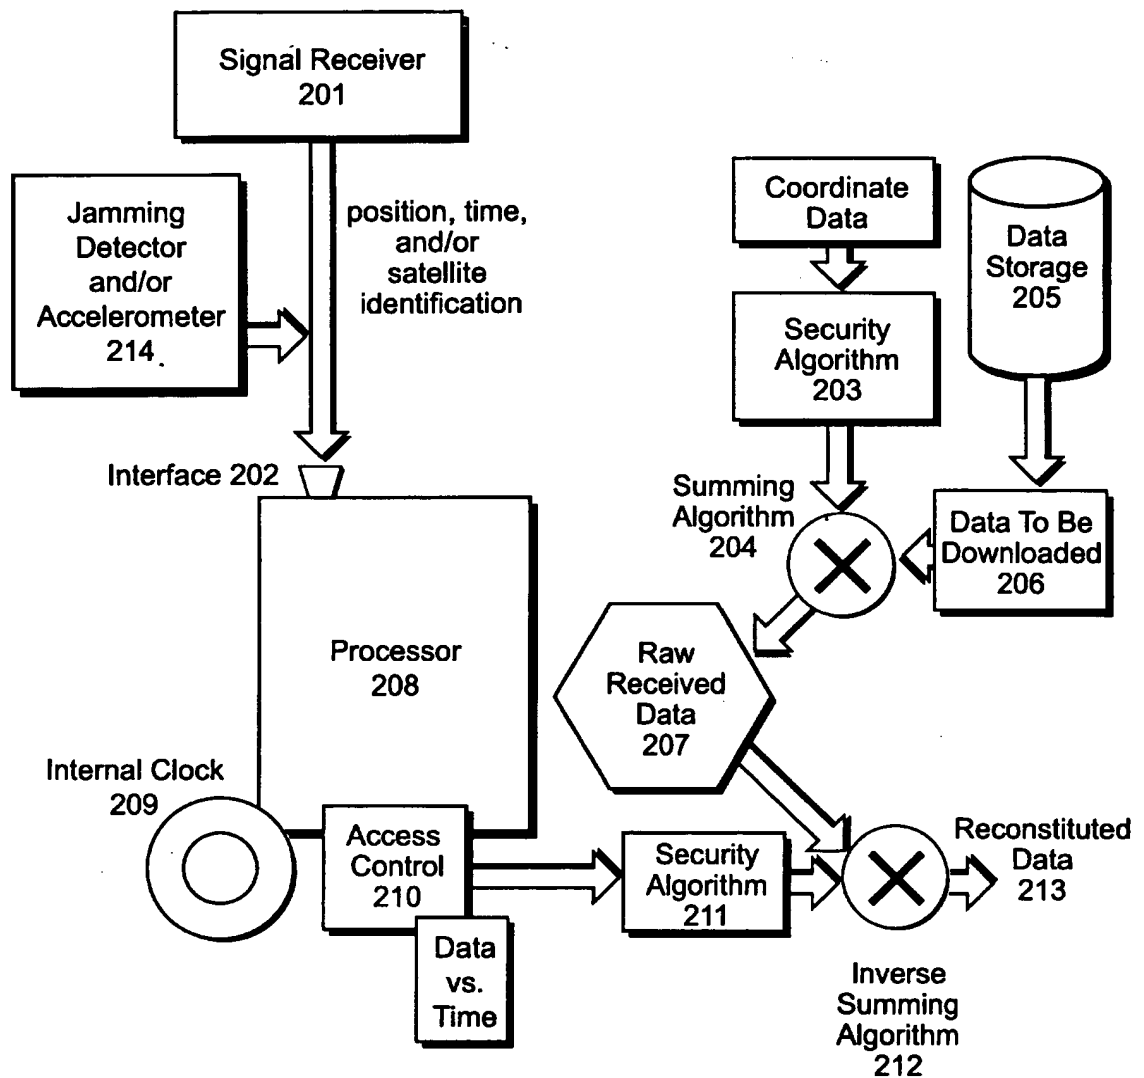 Signal Receiver
201
Jamming
Detector
and/or
Accelerometer
214
position, time,
and/or
satellite
identification
Coordinate
Data
Data
Storage
205
Security
Algorithm
203
Interface 202
Summing
Algorithm
204
Data To Be
Downloaded
206
Processor
208
Raw
Received
Data
207
Internal Clock
209
Access
Control
210
Security
Algorithm
211
Reconstituted
Data
213
Data
vs.
Time
Inverse
Summing
Algorithm
212